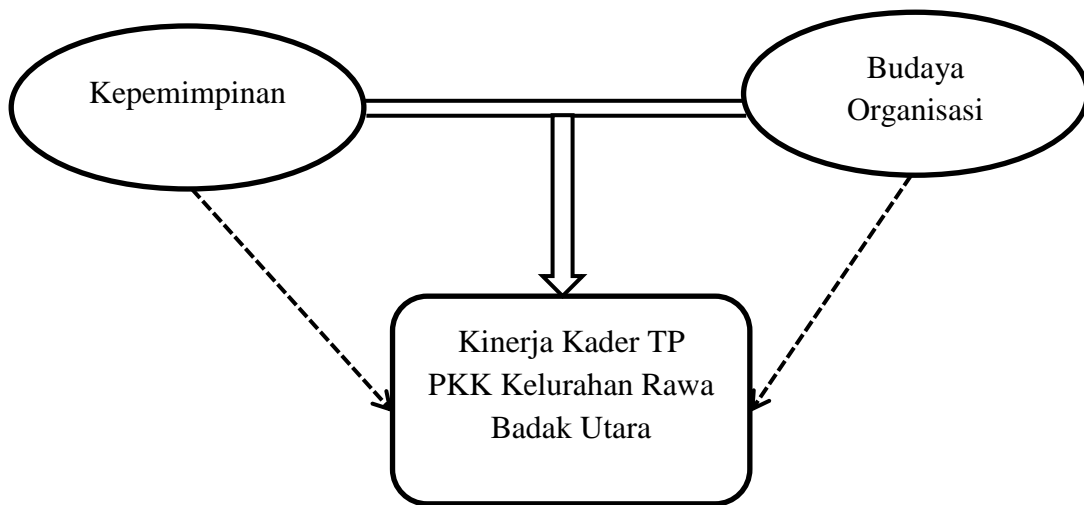 Kepemimpinan
Budaya
Organisasi
Kinerja Kader TP
PKK Kelurahan Rawa
Badak Utara